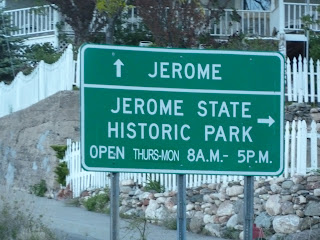 ↑ JEROME
JEROME STATE
HISTORIC PARK →
OPEN THURS-MON 8A.M.- 5P.M.